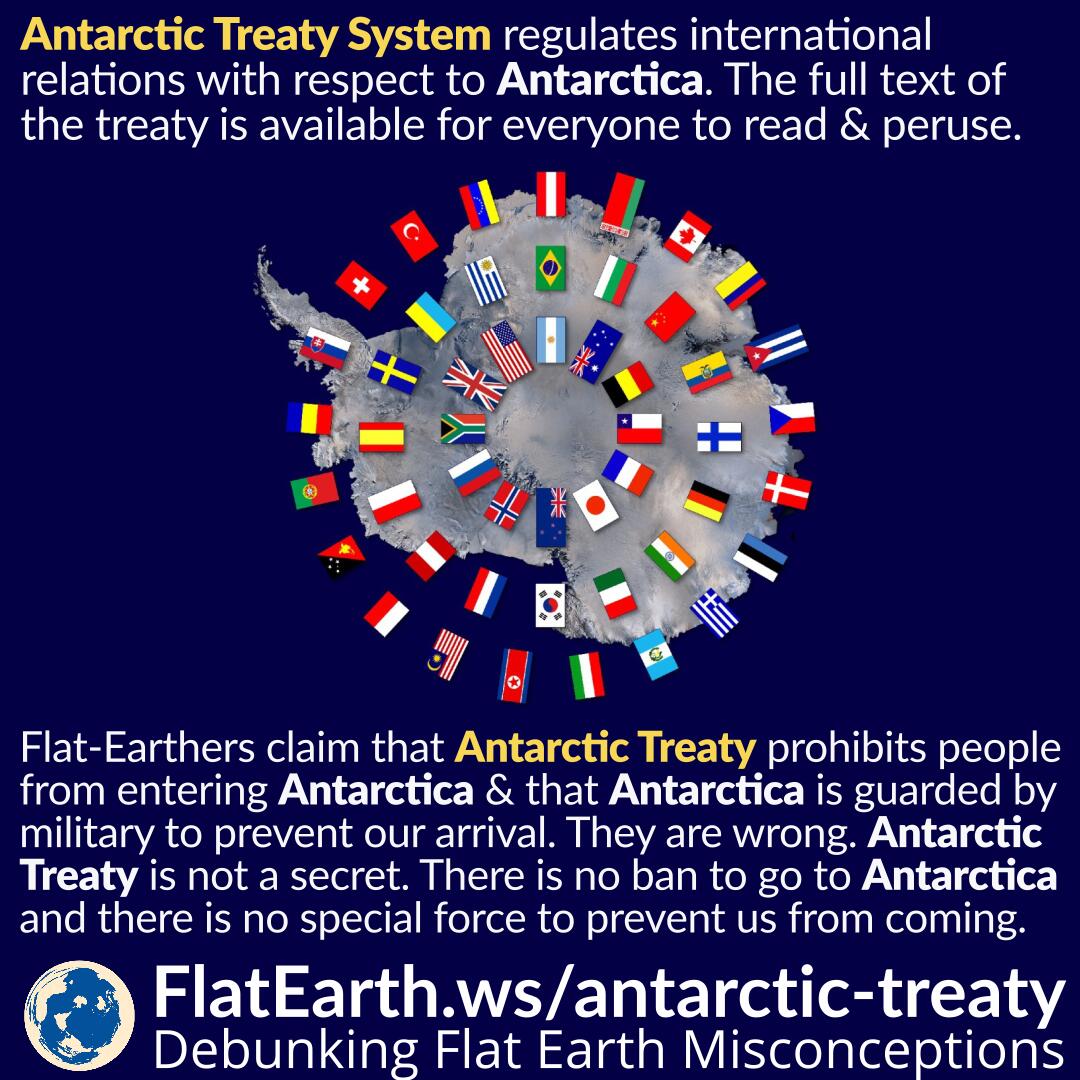 Antarctic Treaty System regulates international
relations with respect to Antarctica. The full text of
the treaty is available for everyone to read & peruse.
Flat-Earthers claim that Antarctic Treaty prohibits people
from entering Antarctica & that Antarctica is guarded by
military to prevent our arrival. They are wrong. Antarctic
Treaty is not a secret. There is no ban to go to Antarctica
and there is no special force to prevent us from coming.
FlatEarth.ws/antarctic-treaty
Debunking Flat Earth Misconceptions